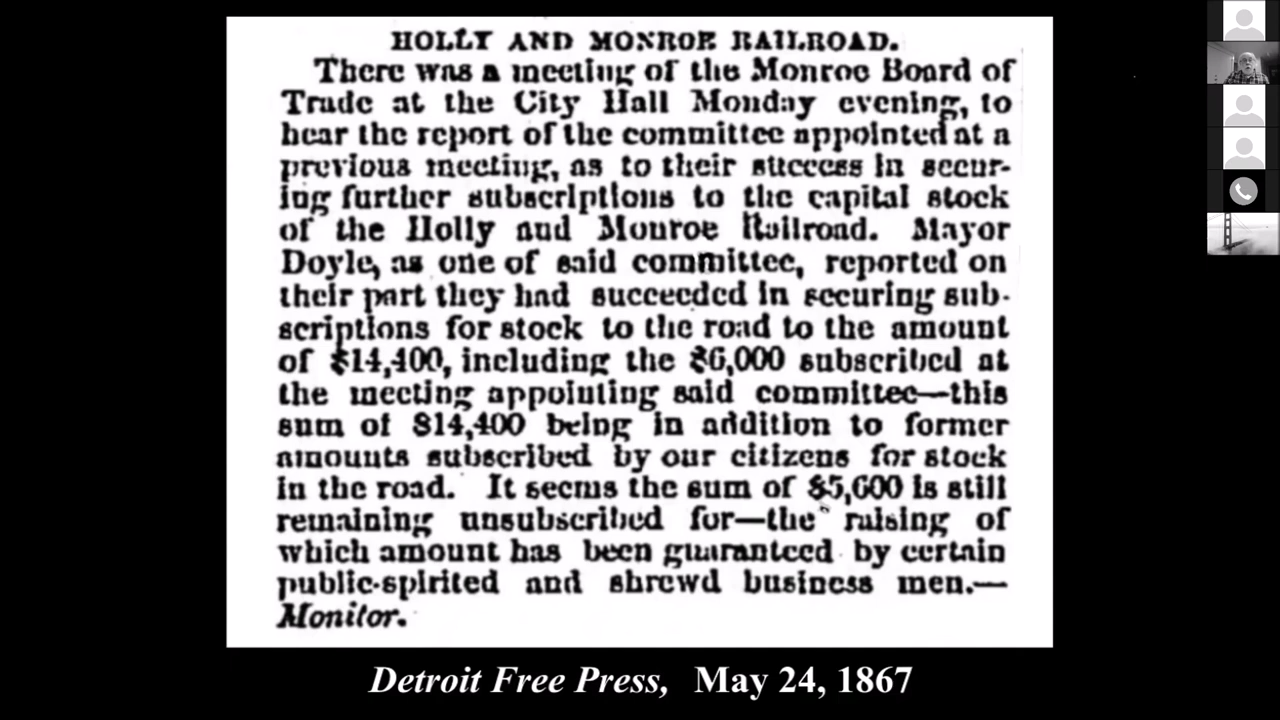 HOLLY AND MONROE RAILROAD.
There was a meeting of the Monroe Board of
Trade at the City Hall Monday evening, to
hear the report of the committee appointed at a
previous meeting, as to their success in secur-
ing further subscriptions to the capital stock
of the Holly and Monroe Railroad. Mayor
Doyle, as one of said committee, reported on
their part they had succeeded in securing sub-
scriptions for stock to the road to the amount
of $14,400, including the $6,000 subscribed at
the meeting appointing said committee—this
sum of $14,400 being in addition to former
amounts subscribed by our citizens for stock
in the road. It seems the sum of $5,600 is still
remaining unsubscribed for—the raising of
which amount has been guaranteed by certain
public-spirited and shrewd business men.—
Monitor.
Detroit Free Press, May 24, 1867